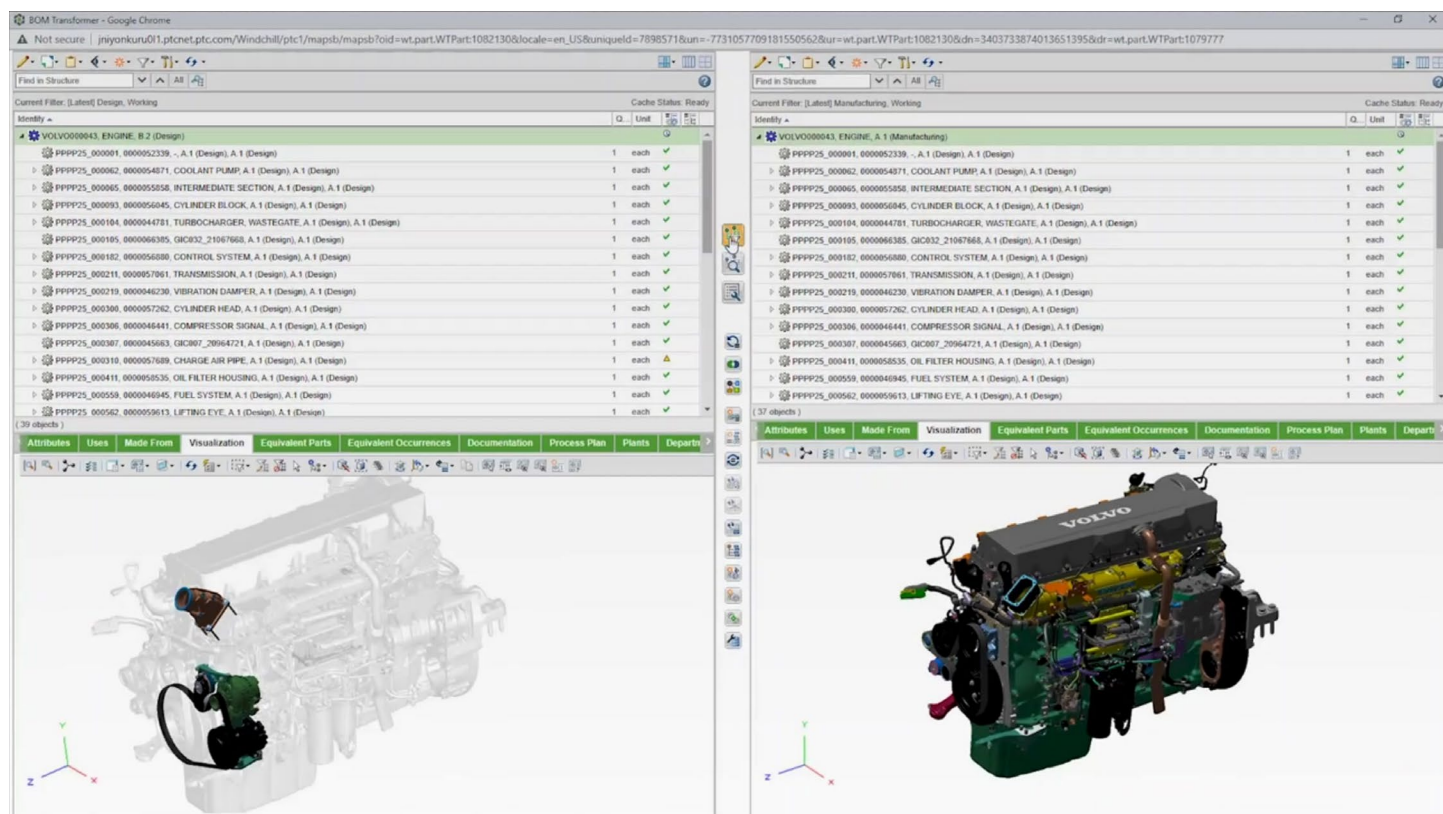 BOM Transformer - Google Chrome
Not secure | jniyonkuru0l1.ptcnet.ptc.com/Windchill/ptc1/mapsb/mapsb?oid=wt.part.WTPart:1082130&locale=en_US&uniqueId=7898571&un=-7731057709181550562&ur=wt.part.WTPart:1082130&dn=3403733874013651395&dr=wt.part.WTPart:1079777
Find in Structure All
Current Filter: [Latest] Design, Working Cache Status: Ready
Identity Q... Unit
VOLVO000043, ENGINE, B.2 (Design)
PPPP25_000001, 0000052339, -, A.1 (Design), A.1 (Design) 1 each
PPPP25_000062, 0000054871, COOLANT PUMP, A.1 (Design), A.1 (Design) 1 each
PPPP25_000065, 0000055858, INTERMEDIATE SECTION, A.1 (Design), A.1 (Design) 1 each
PPPP25_000093, 0000056045, CYLINDER BLOCK, A.1 (Design), A.1 (Design) 1 each
PPPP25_000104, 0000044781, TURBOCHARGER, WASTEGATE, A.1 (Design), A.1 (Design) 1 each
PPPP25_000105, 0000066385, GIC032_21067668, A.1 (Design), A.1 (Design) 1 each
PPPP25_000182, 0000056880, CONTROL SYSTEM, A.1 (Design), A.1 (Design) 1 each
PPPP25_000211, 0000057061, TRANSMISSION, A.1 (Design), A.1 (Design) 1 each
PPPP25_000219, 0000046230, VIBRATION DAMPER, A.1 (Design), A.1 (Design) 1 each
PPPP25_000300, 0000057262, CYLINDER HEAD, A.1 (Design), A.1 (Design) 1 each
PPPP25_000306, 0000046441, COMPRESSOR SIGNAL, A.1 (Design), A.1 (Design) 1 each
PPPP25_000307, 0000045663, GIC007_20964721, A.1 (Design), A.1 (Design) 1 each
PPPP25_000310, 0000057689, CHARGE AIR PIPE, A.1 (Design), A.1 (Design) 1 each
PPPP25_000411, 0000058535, OIL FILTER HOUSING, A.1 (Design), A.1 (Design) 1 each
PPPP25_000559, 0000046945, FUEL SYSTEM, A.1 (Design), A.1 (Design) 1 each
PPPP25_000562, 0000059613, LIFTING EYE, A.1 (Design), A.1 (Design) 1 each
( 39 objects )
Attributes Uses Made From Visualization Equivalent Parts Equivalent Occurrences Documentation Process Plan Plants Departn
Y
Z X
Find in Structure All
Current Filter: [Latest] Manufacturing, Working Cache Status: Ready
Identity Q... Unit
VOLVO000043, ENGINE, A.1 (Manufacturing)
PPPP25_000001, 0000052339, -, A.1 (Design), A.1 (Design) 1 each
PPPP25_000062, 0000054871, COOLANT PUMP, A.1 (Design), A.1 (Design) 1 each
PPPP25_000065, 0000055858, INTERMEDIATE SECTION, A.1 (Design), A.1 (Design) 1 each
PPPP25_000093, 0000056045, CYLINDER BLOCK, A.1 (Design), A.1 (Design) 1 each
PPPP25_000104, 0000044781, TURBOCHARGER, WASTEGATE, A.1 (Design), A.1 (Design) 1 each
PPPP25_000105, 0000066385, GIC032_21067668, A.1 (Design), A.1 (Design) 1 each
PPPP25_000182, 0000056880, CONTROL SYSTEM, A.1 (Design), A.1 (Design) 1 each
PPPP25_000211, 0000057061, TRANSMISSION, A.1 (Design), A.1 (Design) 1 each
PPPP25_000219, 0000046230, VIBRATION DAMPER, A.1 (Design), A.1 (Design) 1 each
PPPP25_000300, 0000057262, CYLINDER HEAD, A.1 (Design), A.1 (Design) 1 each
PPPP25_000306, 0000046441, COMPRESSOR SIGNAL, A.1 (Design), A.1 (Design) 1 each
PPPP25_000307, 0000045663, GIC007_20964721, A.1 (Design), A.1 (Design) 1 each
PPPP25_000411, 0000058535, OIL FILTER HOUSING, A.1 (Design), A.1 (Design) 1 each
PPPP25_000559, 0000046945, FUEL SYSTEM, A.1 (Design), A.1 (Design) 1 each
PPPP25_000562, 0000059613, LIFTING EYE, A.1 (Design), A.1 (Design) 1 each
( 37 objects )
Attributes Uses Made From Visualization Equivalent Parts Equivalent Occurrences Documentation Process Plan Plants Departn
VOLVO
Y
Z X